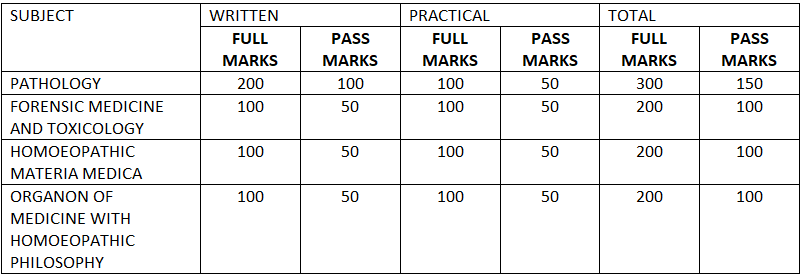 SUBJECT WRITTEN PRACTICAL TOTAL
FULL MARKS PASS MARKS FULL MARKS PASS MARKS FULL MARKS PASS MARKS
PATHOLOGY 200 100 100 50 300 150
FORENSIC MEDICINE 100 50 100 50 200 100
AND TOXICOLOGY
HOMOEOPATHIC 100 50 100 50 200 100
MATERIA MEDICA
ORGANON OF 100 50 100 50 200 100
MEDICINE WITH
HOMOEOPATHIC
PHILOSOPHY